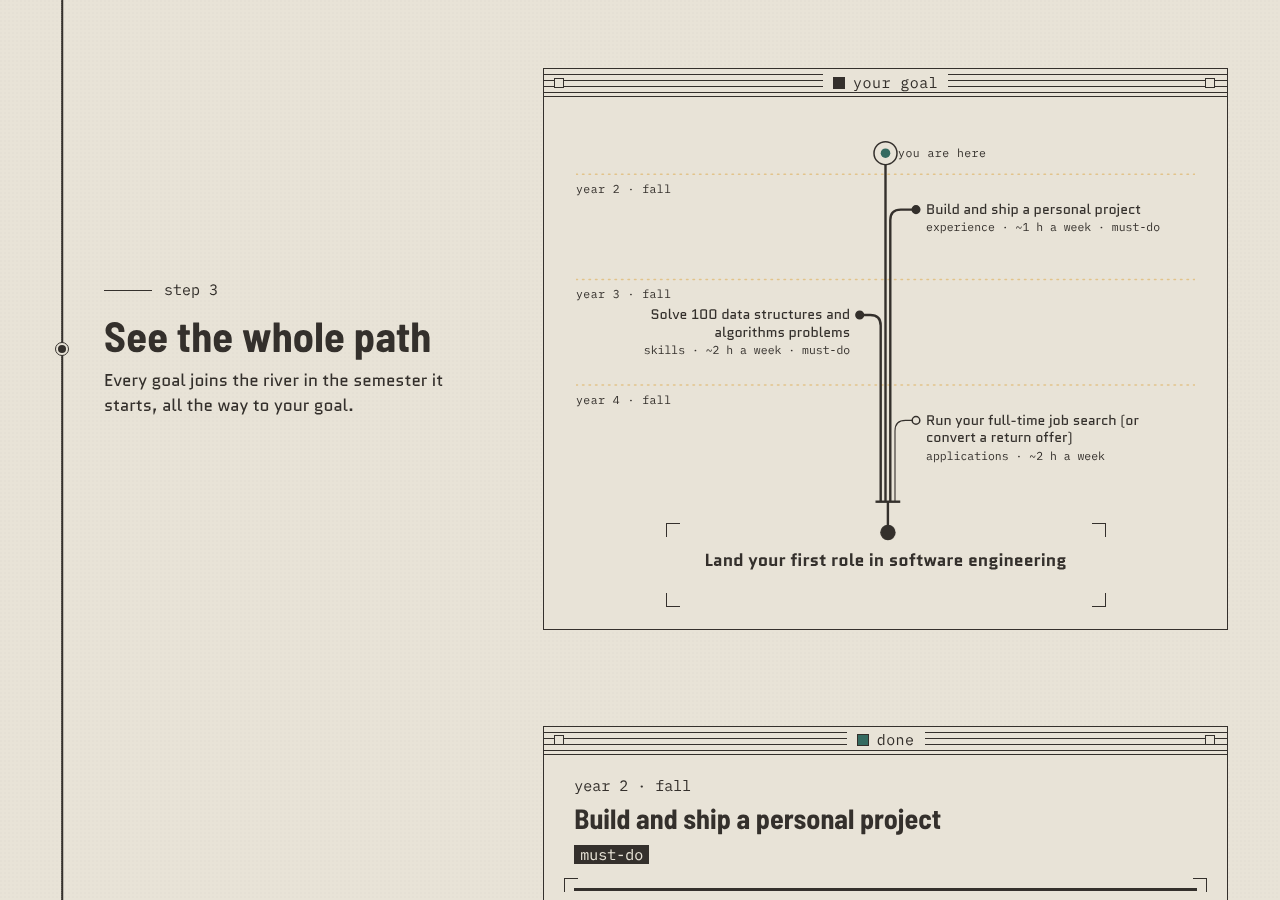 your goal
you are here
year 2 · fall
Build and ship a personal project
experience · ~1 h a week · must-do
step 3
See the whole path
Every goal joins the river in the semester it
starts, all the way to your goal.
year 3 · fall
Solve 100 data structures and
algorithms problems
skills · ~2 h a week · must-do
year 4 · fall
Run your full-time job search (or
convert a return offer)
applications · ~2 h a week
Land your first role in software engineering
done
year 2 · fall
Build and ship a personal project
must-do